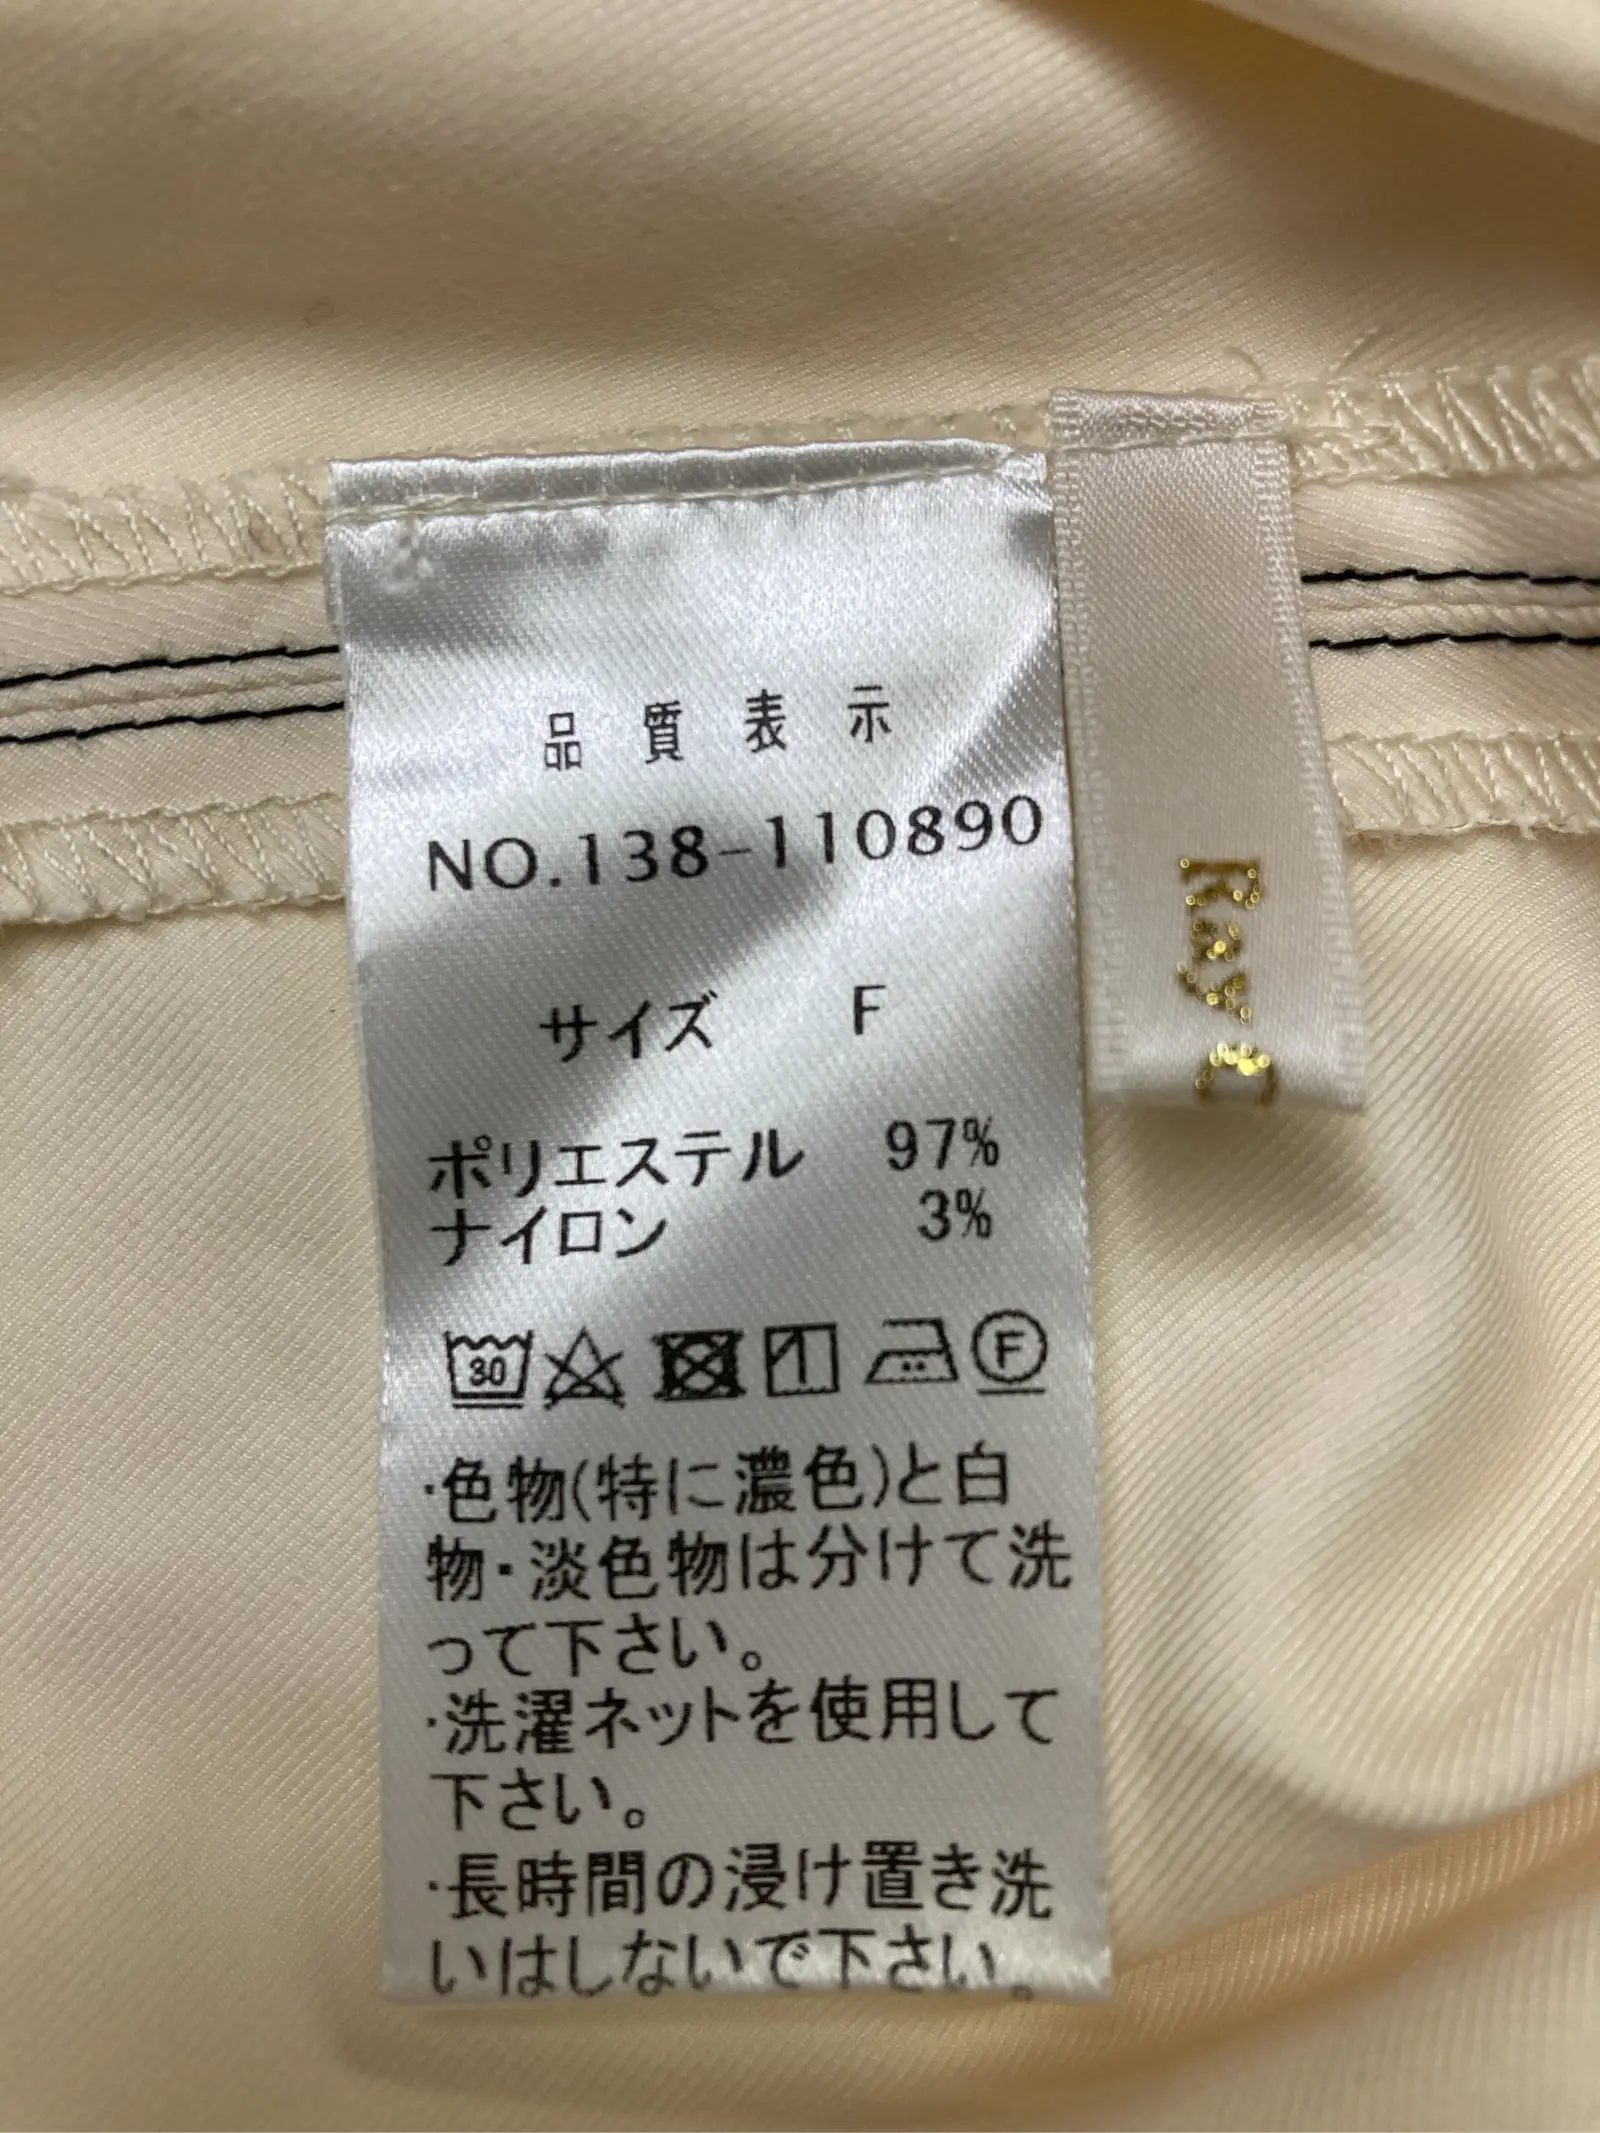 品質表示
NO.138-110890
サイズ F
ポリエステル 97%
ナイロン 3%
30
F
・色物(特に濃色)と白
物・淡色物は分けて洗
って下さい。
・洗濯ネットを使用して
下さい。
・長時間の浸け置き洗
いはしないで下さい。
Ray C